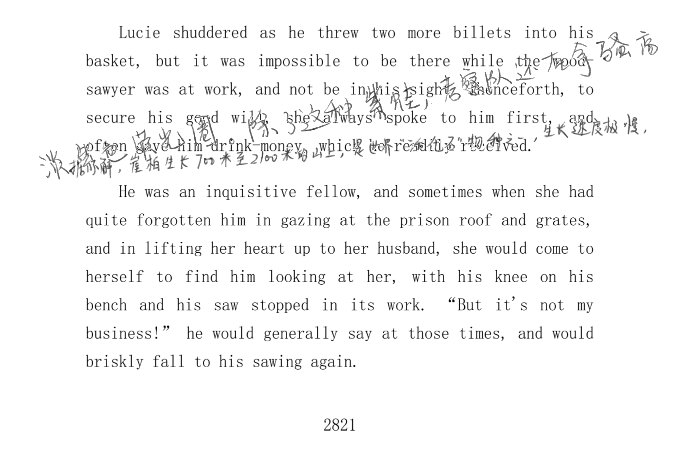 Lucie shuddered as he threw two more billets into his
basket, but it was impossible to be there while the wood-
sawyer was at work, and not be in his sight. Thenceforth, to
secure his good will, she always spoke to him first, and
often gave him drink-money, which he readily received.
据了解，崖柏生长700米至2100米的山上，是世界上
物种之一，生长速度极慢，
He was an inquisitive fellow, and sometimes when she had
quite forgotten him in gazing at the prison roof and grates,
and in lifting her heart up to her husband, she would come to
herself to find him looking at her, with his knee on his
bench and his saw stopped in its work. “But it's not my
business!” he would generally say at those times, and would
briskly fall to his sawing again.
2821